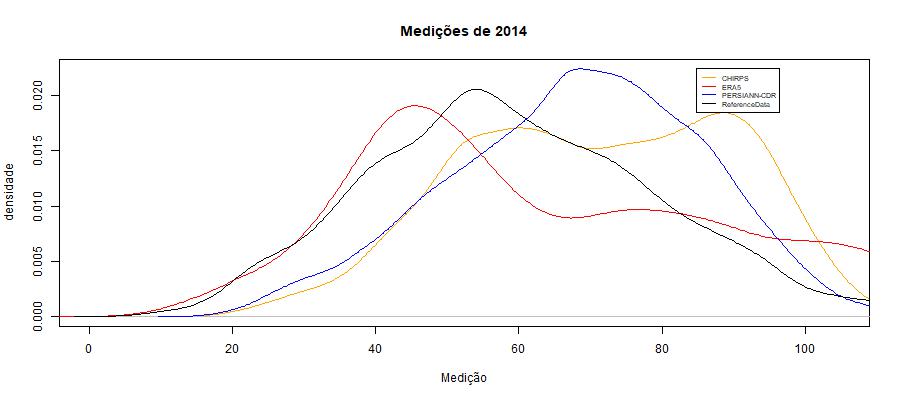 Medições de 2014
CHIRPS
ERA5
PERSIANN-CDR
ReferenceData
densidade
0.020
0.015
0.010
0.005
0.000
0 20 40 60 80 100
Medição